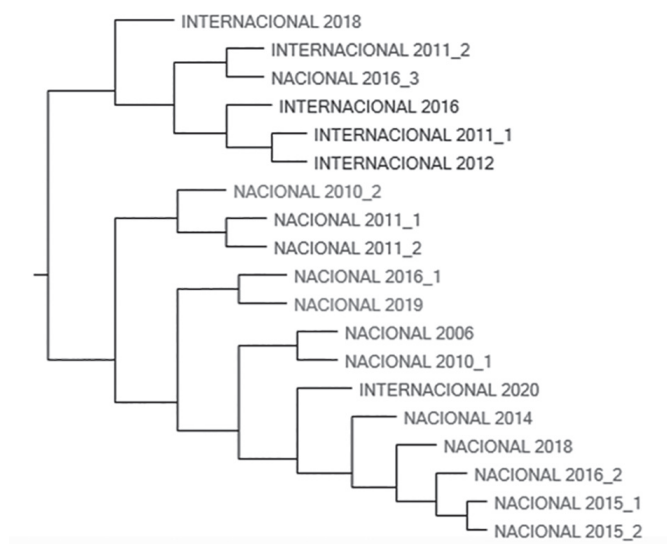 INTERNACIONAL 2018
INTERNACIONAL 2011_2
NACIONAL 2016_3
INTERNACIONAL 2016
INTERNACIONAL 2011_1
INTERNACIONAL 2012
NACIONAL 2010_2
NACIONAL 2011_1
NACIONAL 2011_2
NACIONAL 2016_1
NACIONAL 2019
NACIONAL 2006
NACIONAL 2010_1
INTERNACIONAL 2020
NACIONAL 2014
NACIONAL 2018
NACIONAL 2016_2
NACIONAL 2015_1
NACIONAL 2015_2